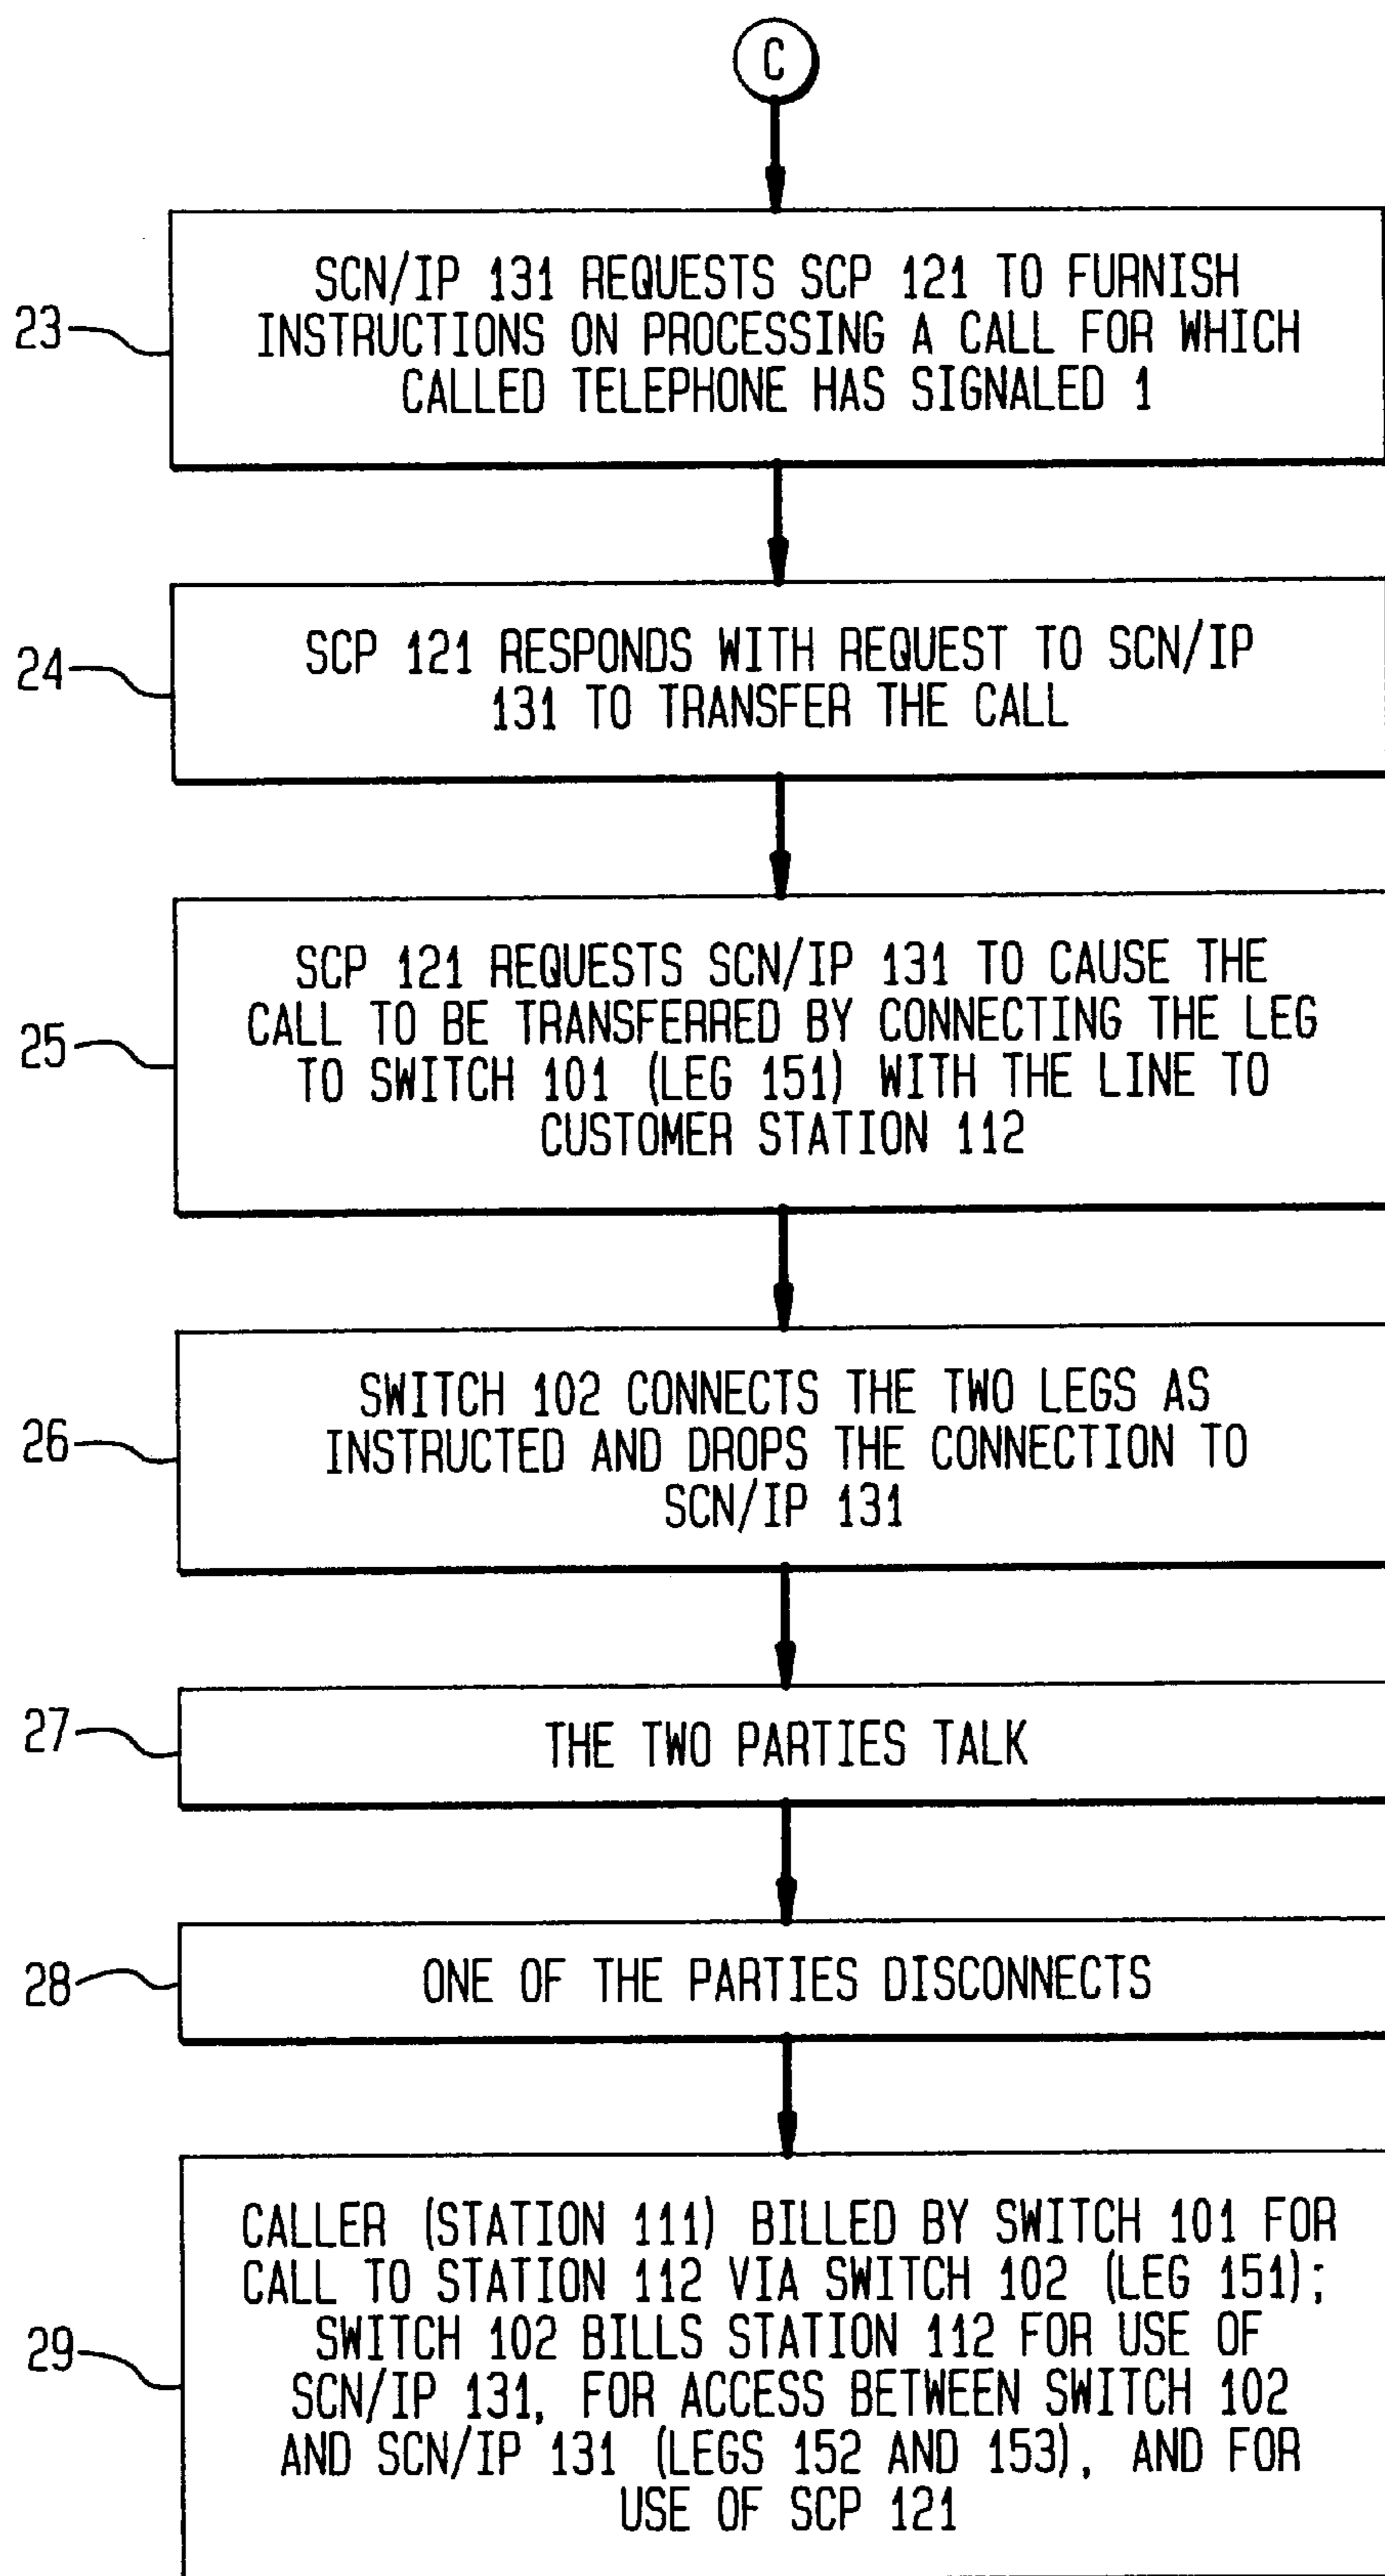 C
23
SCN/IP 131 REQUESTS SCP 121 TO FURNISH
INSTRUCTIONS ON PROCESSING A CALL FOR WHICH
CALLED TELEPHONE HAS SIGNALED 1
24
SCP 121 RESPONDS WITH REQUEST TO SCN/IP
131 TO TRANSFER THE CALL
25
SCP 121 REQUESTS SCN/IP 131 TO CAUSE THE
CALL TO BE TRANSFERRED BY CONNECTING THE LEG
TO SWITCH 101 (LEG 151) WITH THE LINE TO
CUSTOMER STATION 112
26
SWITCH 102 CONNECTS THE TWO LEGS AS
INSTRUCTED AND DROPS THE CONNECTION TO
SCN/IP 131
27
THE TWO PARTIES TALK
28
ONE OF THE PARTIES DISCONNECTS
29
CALLER (STATION 111) BILLED BY SWITCH 101 FOR
CALL TO STATION 112 VIA SWITCH 102 (LEG 151);
SWITCH 102 BILLS STATION 112 FOR USE OF
SCN/IP 131, FOR ACCESS BETWEEN SWITCH 102
AND SCN/IP 131 (LEGS 152 AND 153), AND FOR
USE OF SCP 121